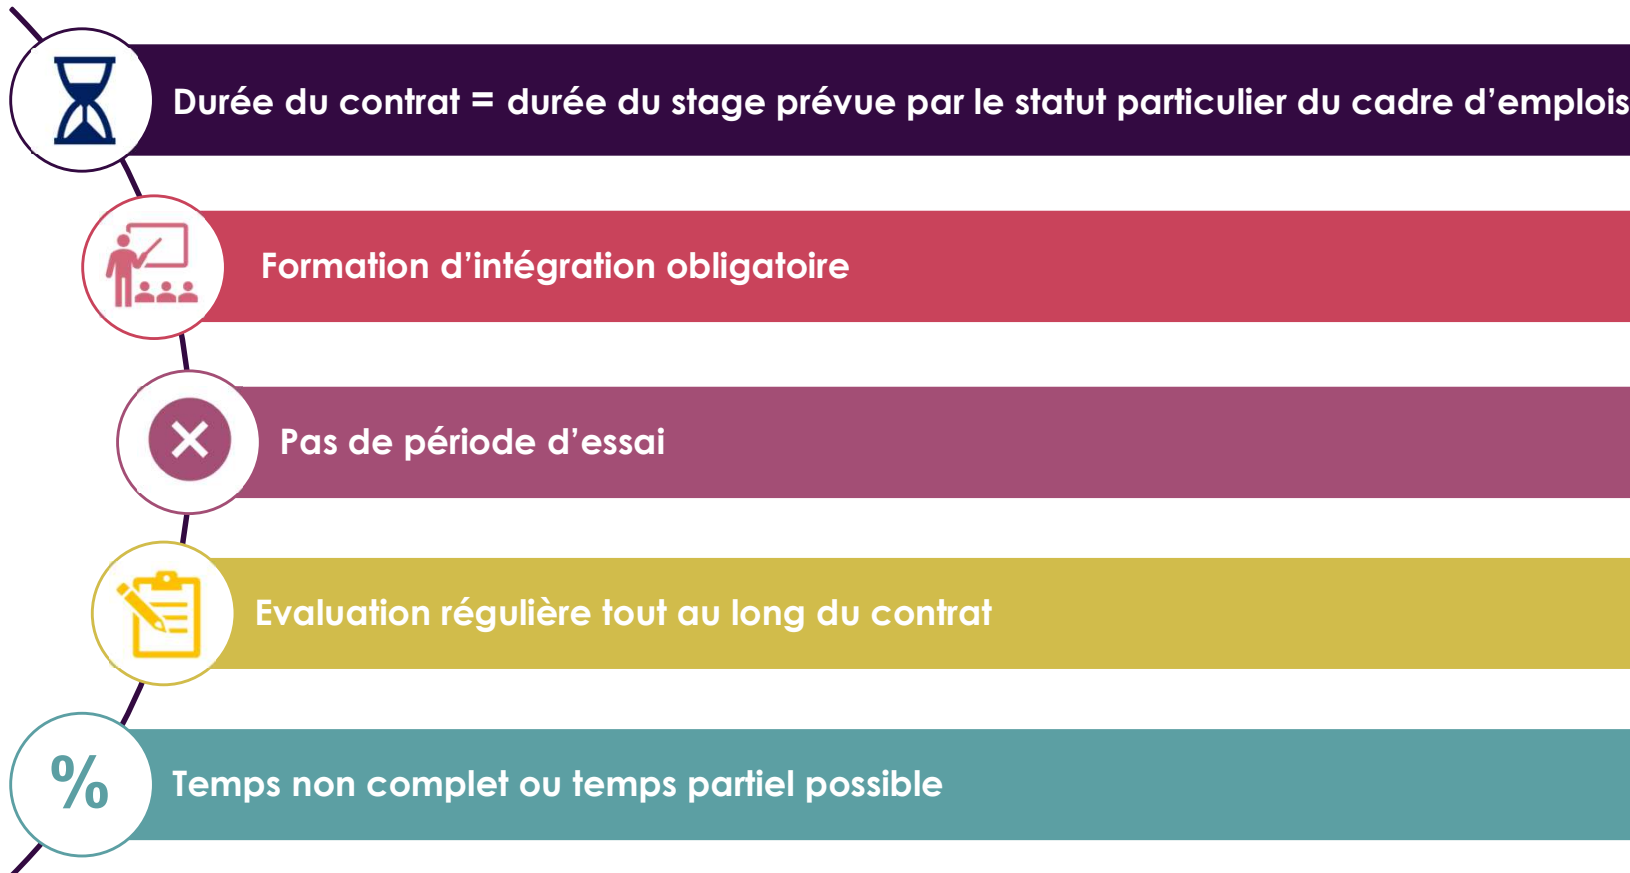 Durée du contrat = durée du stage prévue par le statut particulier du cadre d’emplois
Formation d’intégration obligatoire
Pas de période d’essai
Evaluation régulière tout au long du contrat
% Temps non complet ou temps partiel possible